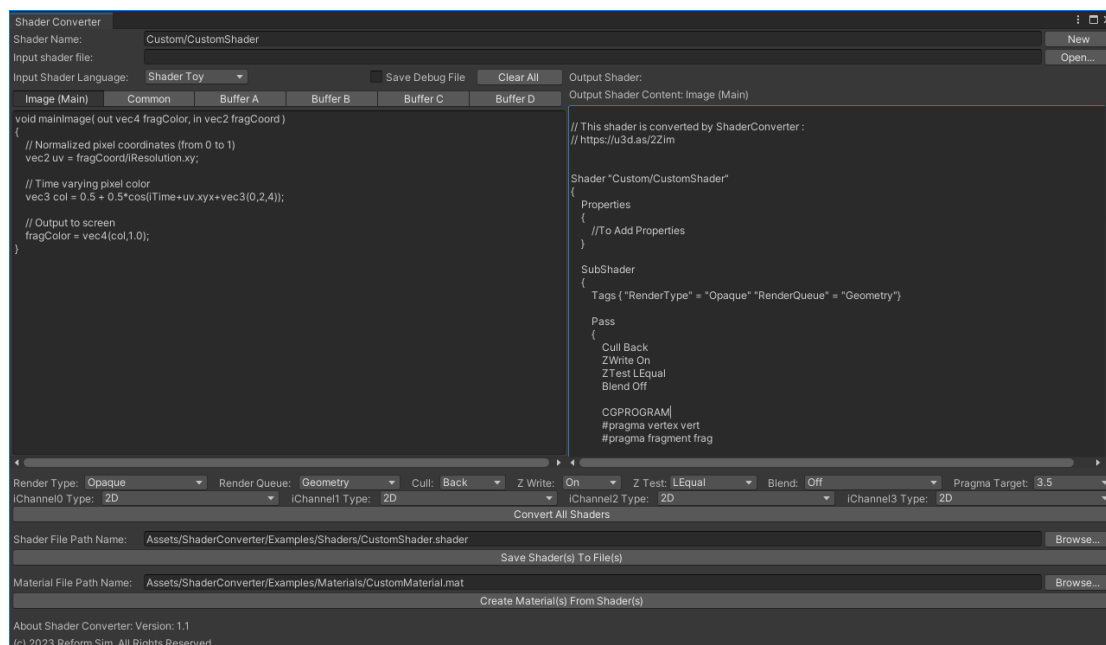 Shader Converter
Shader Name: Custom/CustomShader New
Input shader file: Open...
Input Shader Language: Shader Toy Save Debug File Clear All Output Shader:
Image (Main) Common Buffer A Buffer B Buffer C Buffer D Output Shader Content: Image (Main)
void mainImage( out vec4 fragColor, in vec2 fragCoord )
{
// Normalized pixel coordinates (from 0 to 1)
vec2 uv = fragCoord/iResolution.xy;
// Time varying pixel color
vec3 col = 0.5 + 0.5*cos(iTime+uv.xyx+vec3(0,2,4));
// Output to screen
fragColor = vec4(col,1.0);
}
// This shader is converted by ShaderConverter :
// https://u3d.as/2Zim
Shader "Custom/CustomShader"
{
Properties
{
//To Add Properties
}
SubShader
{
Tags { "RenderType" = "Opaque" "RenderQueue" = "Geometry"}
Pass
{
Cull Back
ZWrite On
ZTest LEqual
Blend Off
CGPROGRAM
#pragma vertex vert
#pragma fragment frag
Render Type: Opaque Render Queue: Geometry Cull: Back Z Write: On Z Test: LEqual Blend: Off Pragma Target: 3.5
iChannel0 Type: 2D iChannel1 Type: 2D iChannel2 Type: 2D iChannel3 Type: 2D
Convert All Shaders
Shader File Path Name: Assets/ShaderConverter/Examples/Shaders/CustomShader.shader Browse...
Save Shader(s) To File(s)
Material File Path Name: Assets/ShaderConverter/Examples/Materials/CustomMaterial.mat Browse...
Create Material(s) From Shader(s)
About Shader Converter: Version: 1.1
(c) 2023 Reform Sim. All Rights Reserved